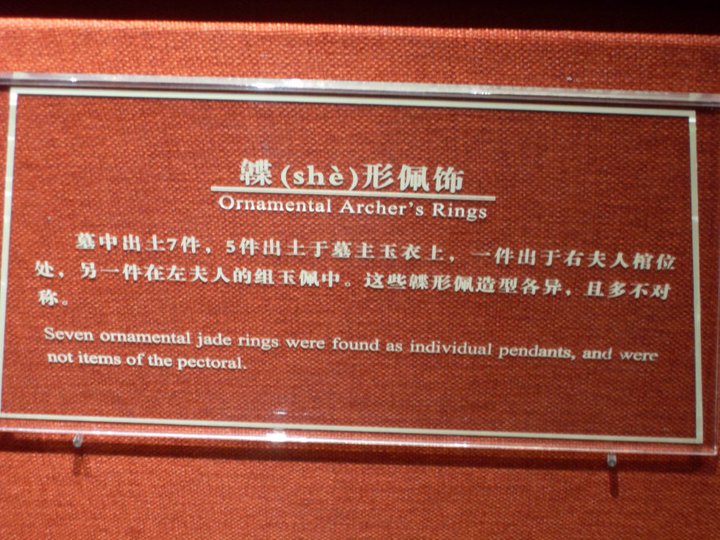 韘(shè)形佩饰
Ornamental Archer's Rings
墓中出土7件，5件出土于墓主玉衣上，一件出于右夫人棺位
处，另一件在左夫人的组玉佩中。这些韘形佩造型各异，且多不对
称。
Seven ornamental jade rings were found as individual pendants, and were
not items of the pectoral.